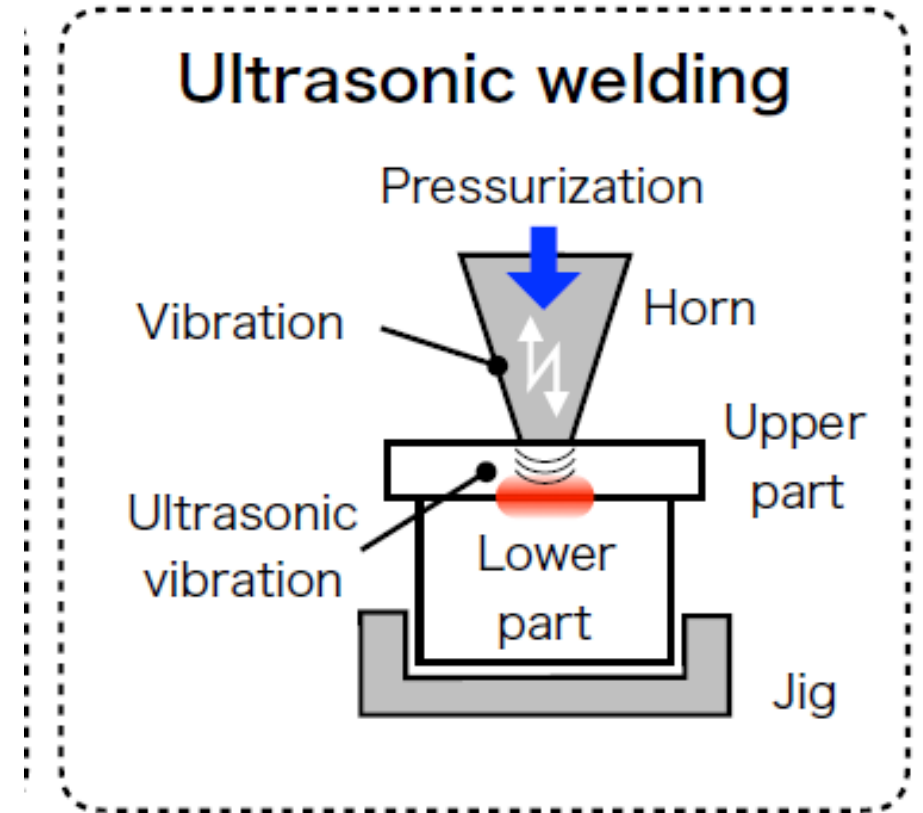 Ultrasonic welding
Pressurization
Vibration
Horn
Upper
part
Ultrasonic
vibration
Lower
part
Jig